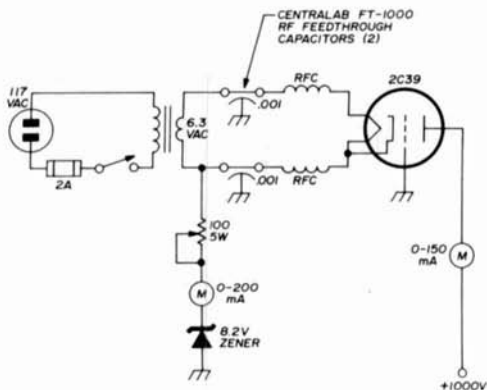 CENTRALAB FT-1000
RF FEEDTHROUGH
CAPACITORS (2)
117
VAC
2A
6.3
VAC
.001
RFC
2C39
.001
RFC
100
5W
M
0-200
mA
8.2V
ZENER
0-150
mA
M
+1000V